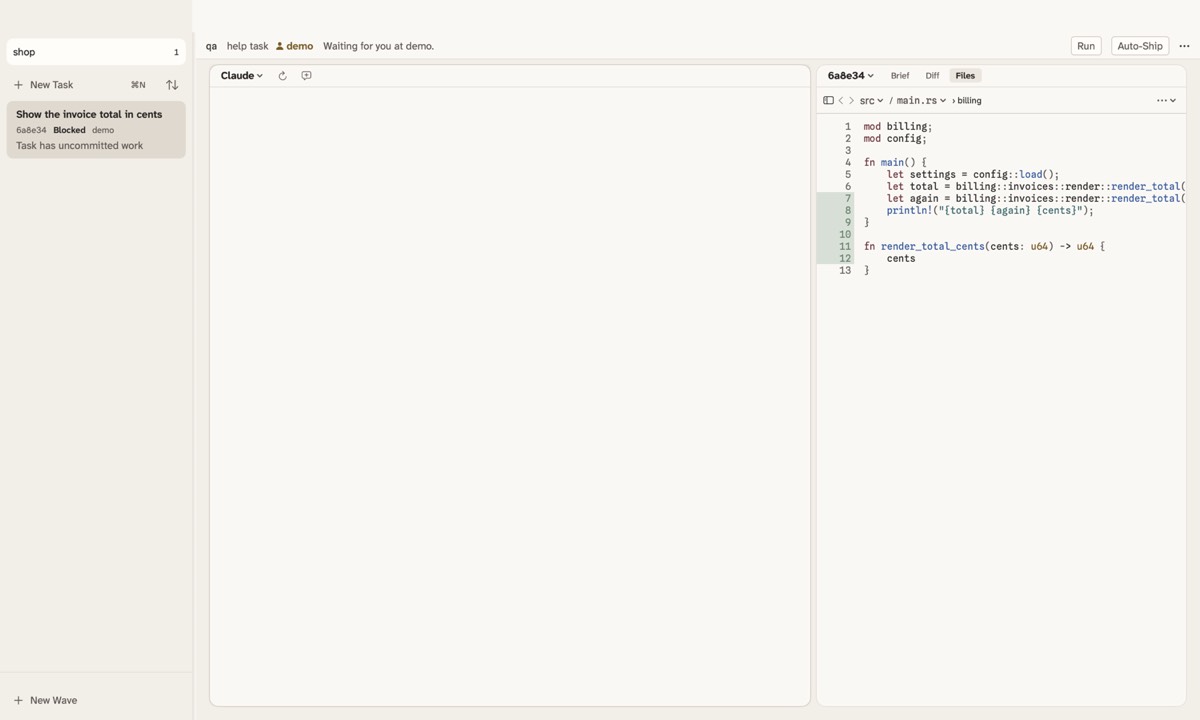 shop 1
New Task ⌘N
Show the invoice total in cents
6a8e34 Blocked demo
Task has uncommitted work
New Wave
qa help task demo Waiting for you at demo.
Run Auto-Ship ···
Claude
6a8e34 Brief Diff Files
src / main.rs › billing ···
1 mod billing;
2 mod config;
3
4 fn main() {
5     let settings = config::load();
6     let total = billing::invoices::render::render_total(
7     let again = billing::invoices::render::render_total(
8     println!("{total} {again} {cents}");
9 }
10
11 fn render_total_cents(cents: u64) -> u64 {
12     cents
13 }